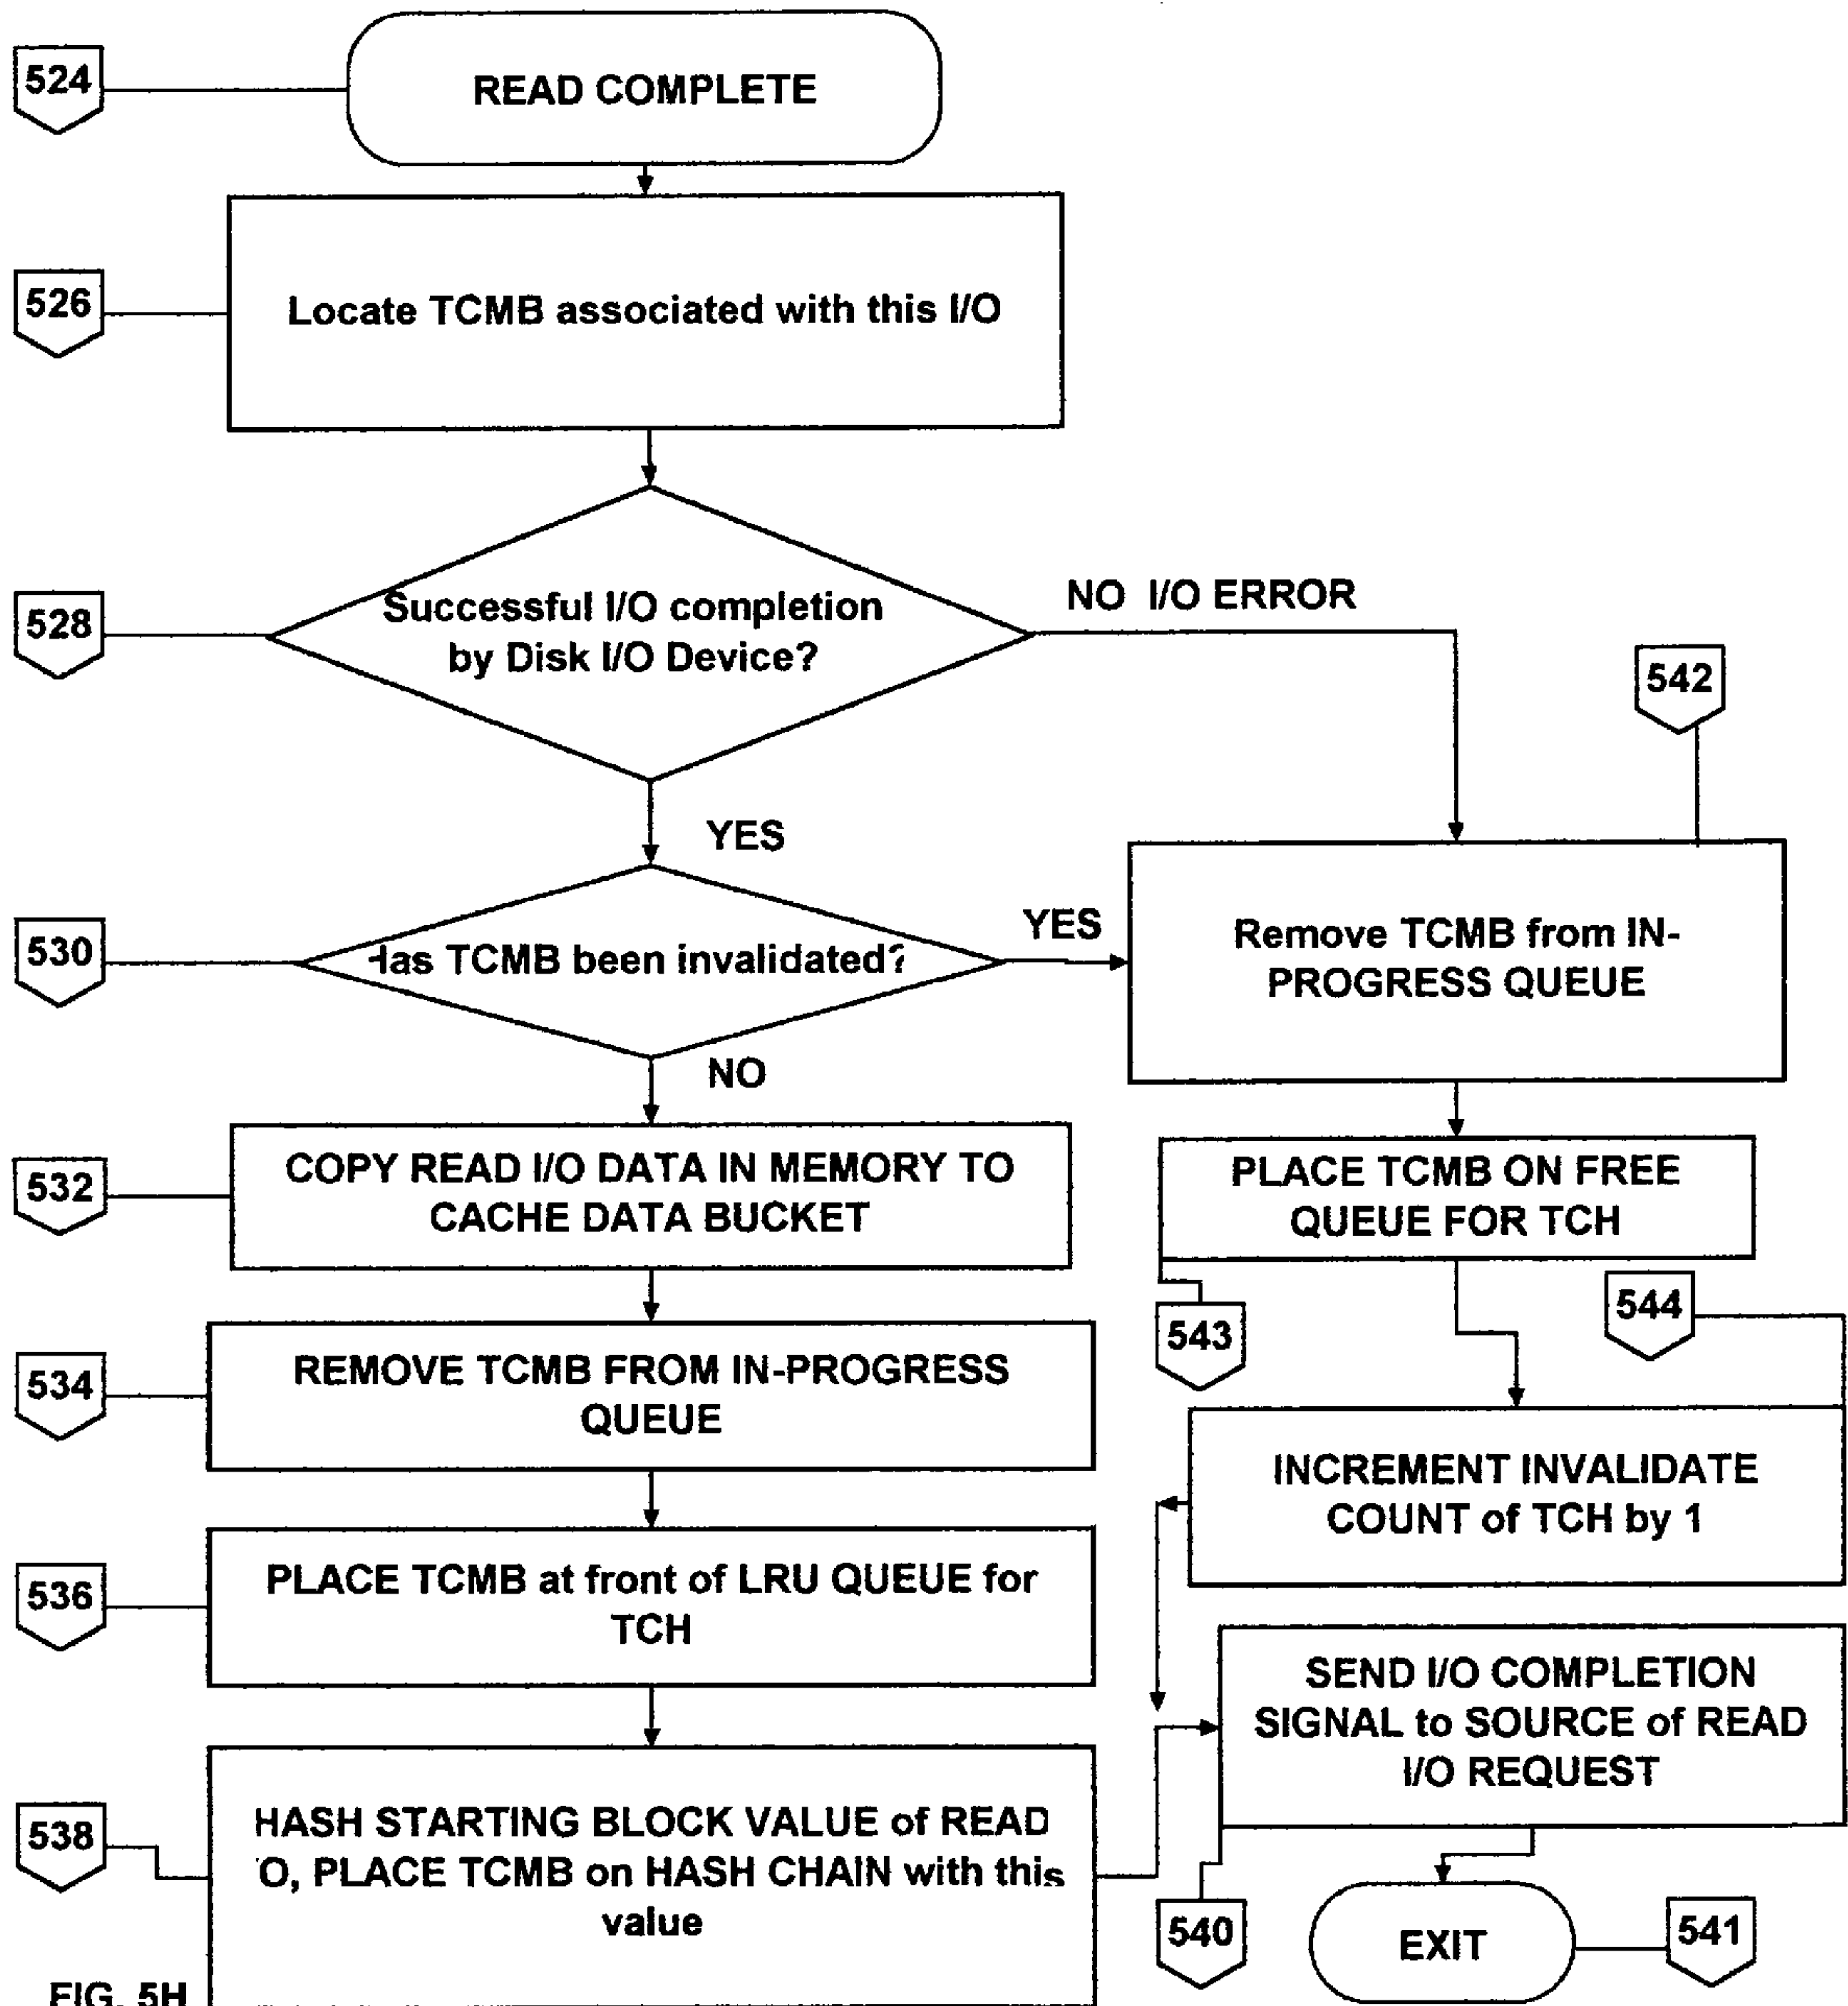 524
READ COMPLETE
526
Locate TCMB associated with this I/O
528
Successful I/O completion
by Disk I/O Device?
NO I/O ERROR
542
YES
530
Has TCMB been invalidated?
YES
Remove TCMB from IN-
PROGRESS QUEUE
NO
532
COPY READ I/O DATA IN MEMORY TO
CACHE DATA BUCKET
PLACE TCMB ON FREE
QUEUE FOR TCH
543
544
534
REMOVE TCMB FROM IN-PROGRESS
QUEUE
INCREMENT INVALIDATE
COUNT of TCH by 1
536
PLACE TCMB at front of LRU QUEUE for
TCH
SEND I/O COMPLETION
SIGNAL to SOURCE of READ
I/O REQUEST
538
HASH STARTING BLOCK VALUE of READ
O, PLACE TCMB on HASH CHAIN with this
value
540
EXIT
541
FIG. 5H